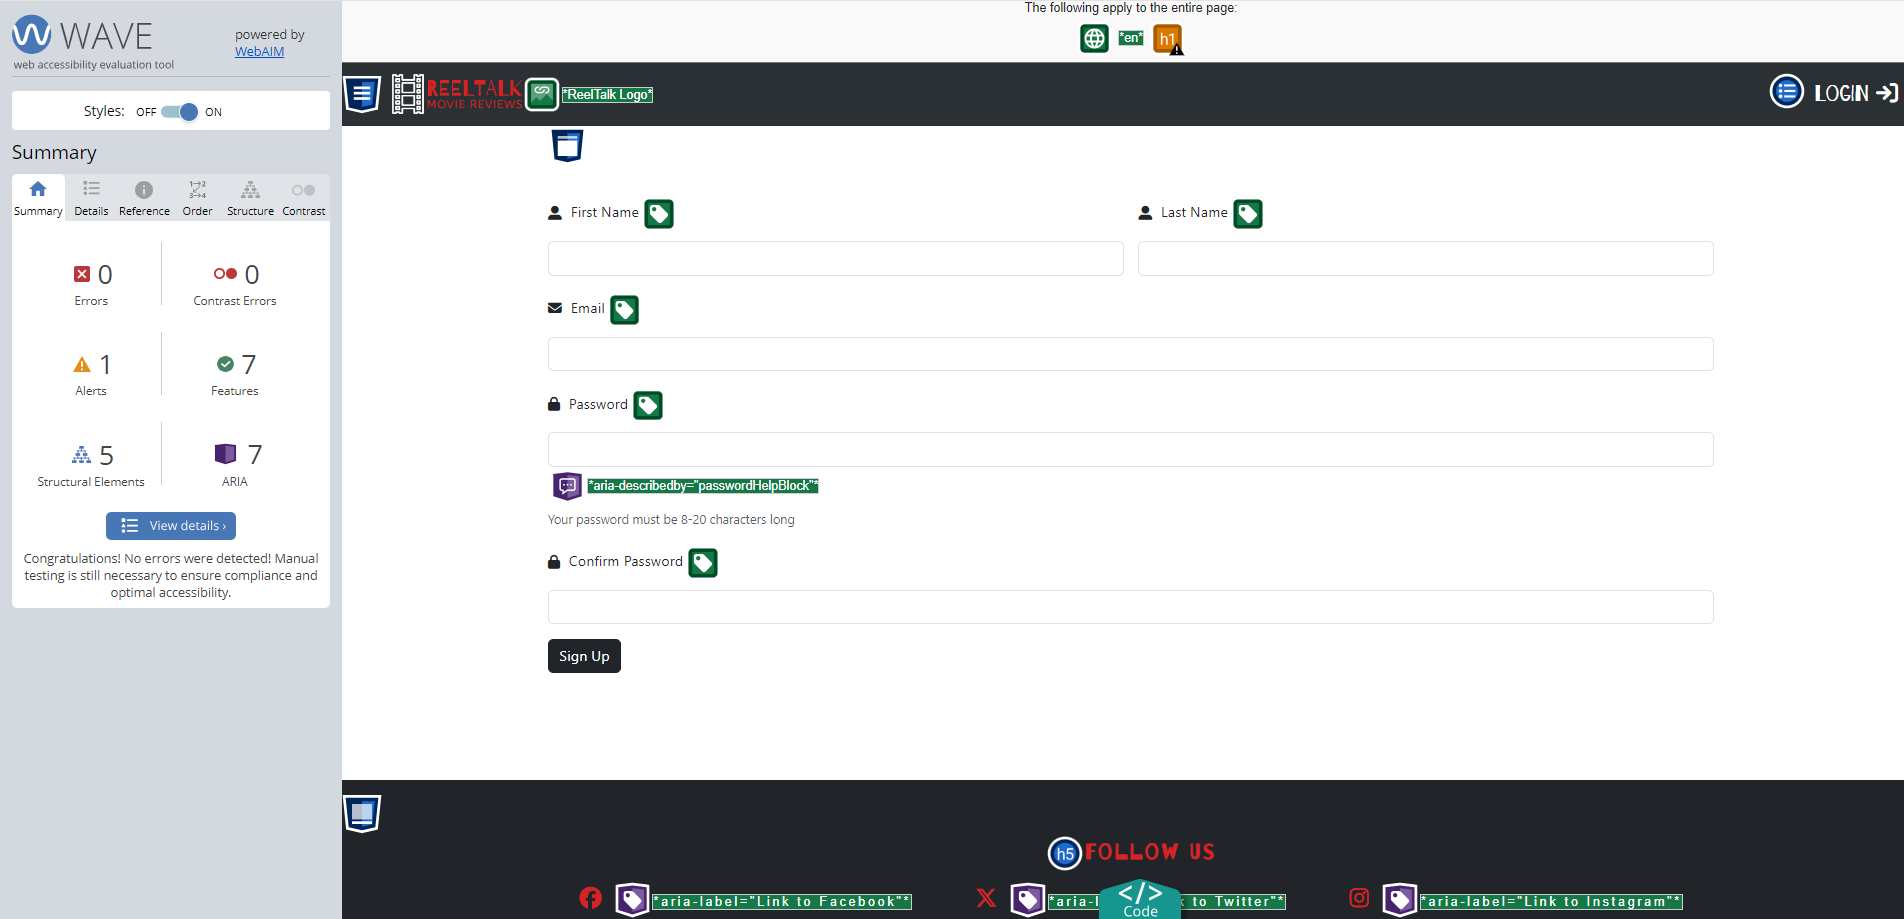 WAVE
web accessibility evaluation tool
powered by
WebAIM
Styles: OFF ON
Summary
Summary Details Reference Order Structure Contrast
0
Errors
0
Contrast Errors
1
Alerts
7
Features
5
Structural Elements
7
ARIA
View details ›
Congratulations! No errors were detected! Manual
testing is still necessary to ensure compliance and
optimal accessibility.
The following apply to the entire page:
*en* h1
REELTALK
MOVIE REVIEWS
*ReelTalk Logo*
LOGIN
First Name
Last Name
Email
Password
*aria-describedby="passwordHelpBlock"*
Your password must be 8-20 characters long
Confirm Password
Sign Up
h5 FOLLOW US
*aria-label="Link to Facebook"*
to Twitter"*
*aria-label="Link to Instagram"*
</> Code